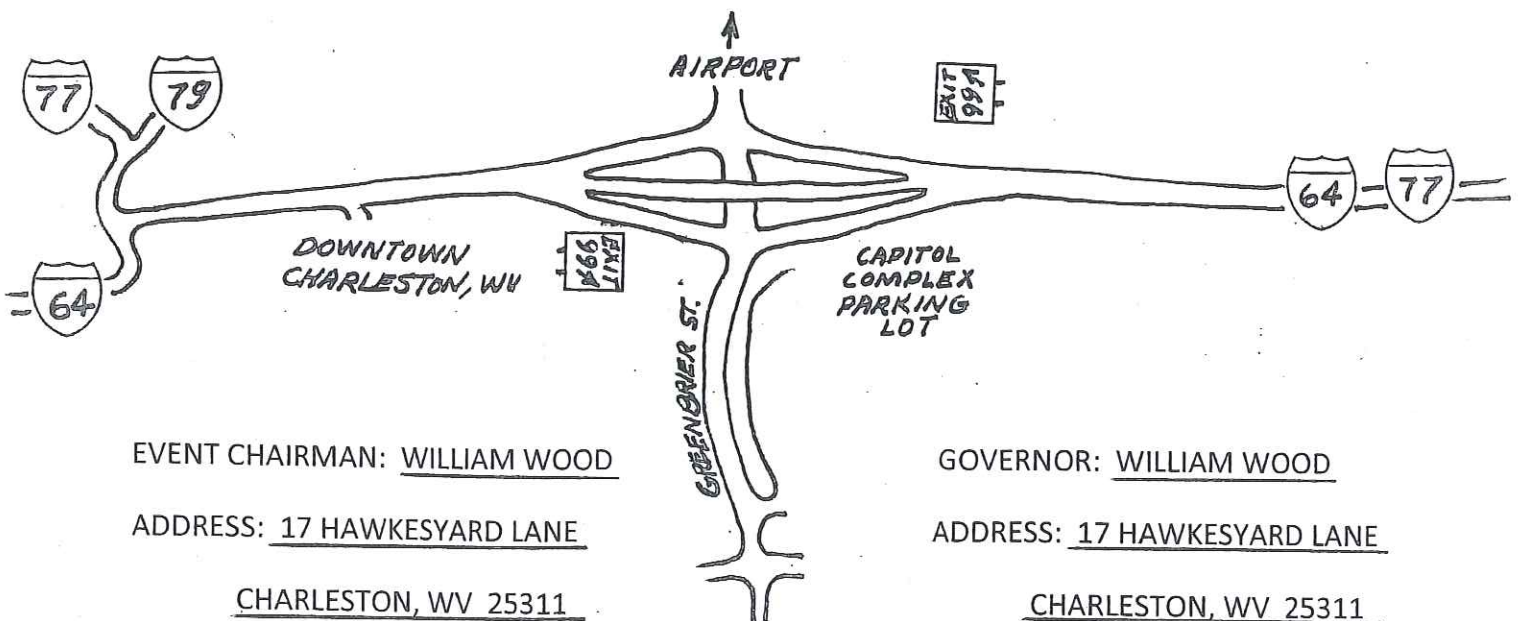 AIRPORT
77
79
EXIT
99
64
77
DOWNTOWN
CHARLESTON, WV
EXIT
99
CAPITOL
COMPLEX
PARKING
LOT
64
GREENBRIER ST.
EVENT CHAIRMAN: WILLIAM WOOD
ADDRESS: 17 HAWKESYARD LANE
CHARLESTON, WV 25311
GOVERNOR: WILLIAM WOOD
ADDRESS: 17 HAWKESYARD LANE
CHARLESTON, WV 25311